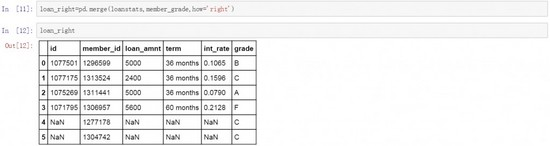 In [11]: loan_right=pd.merge(loanstats,member_grade,how='right')
In [12]: loan_right
Out[12]:
id member_id loan_amnt term int_rate grade
0 1077501 1296599 5000 36 months 0.1065 B
1 1077175 1313524 2400 36 months 0.1596 C
2 1075269 1311441 5000 36 months 0.0790 A
3 1071795 1306957 5600 60 months 0.2128 F
4 NaN 1277178 NaN NaN NaN C
5 NaN 1304742 NaN NaN NaN C